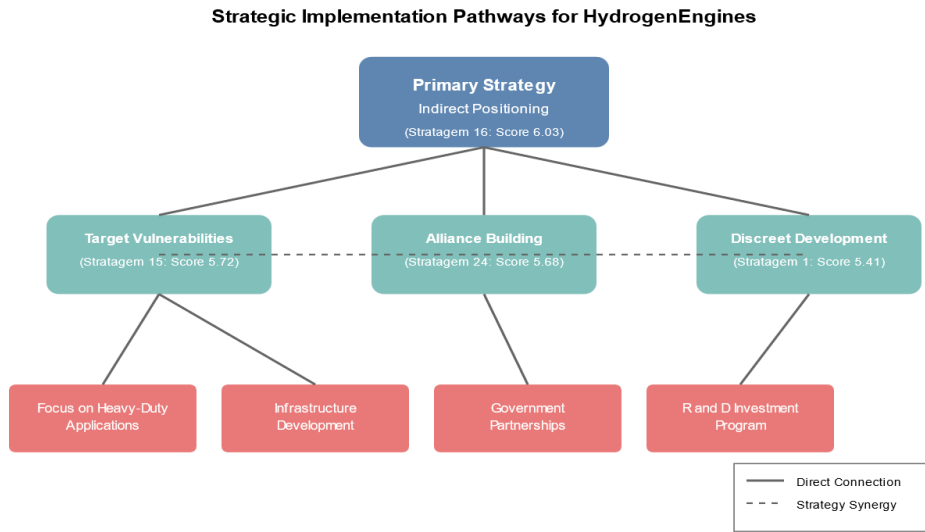 Strategic Implementation Pathways for HydrogenEngines
Primary Strategy
Indirect Positioning
(Stratagem 16: Score 6.03)
Target Vulnerabilities
(Stratagem 15: Score 5.72)
Alliance Building
(Stratagem 24: Score 5.68)
Discreet Development
(Stratagem 1: Score 5.41)
Focus on Heavy-Duty
Applications
Infrastructure
Development
Government
Partnerships
R and D Investment
Program
Direct Connection
Strategy Synergy